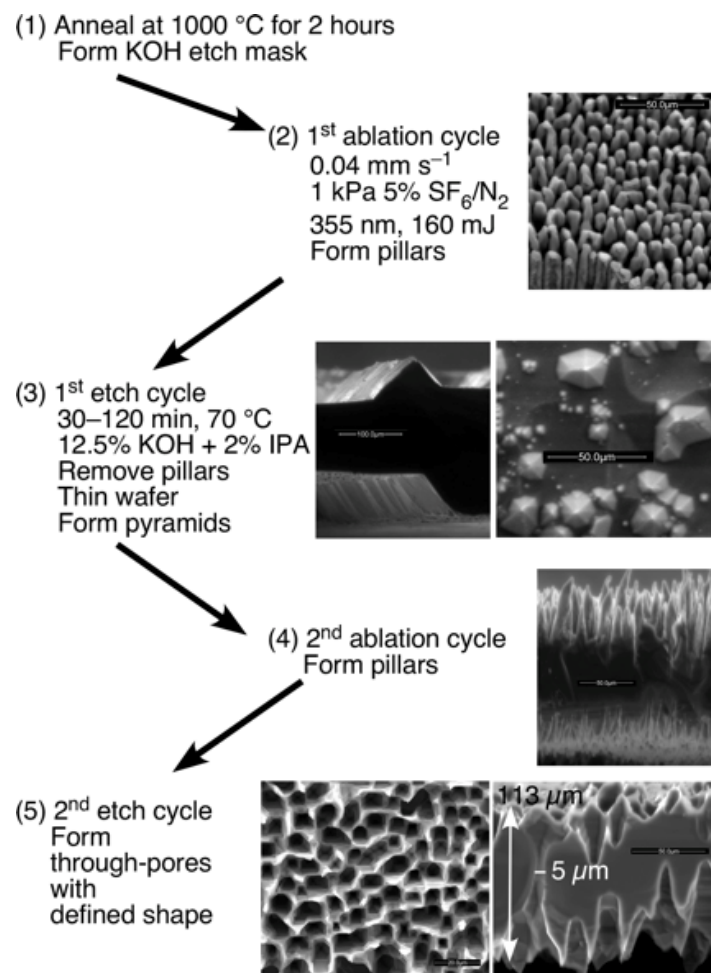 (1) Anneal at 1000 °C for 2 hours
Form KOH etch mask
50.0µm
(2) 1st ablation cycle
0.04 mm s–1
1 kPa 5% SF6/N2
355 nm, 160 mJ
Form pillars
(3) 1st etch cycle
30–120 min, 70 °C
12.5% KOH + 2% IPA
Remove pillars
Thin wafer
Form pyramids
100.0µm
50.0µm
(4) 2nd ablation cycle
Form pillars
50.0µm
(5) 2nd etch cycle
Form
through-pores
with
defined shape
113 µm
5 µm